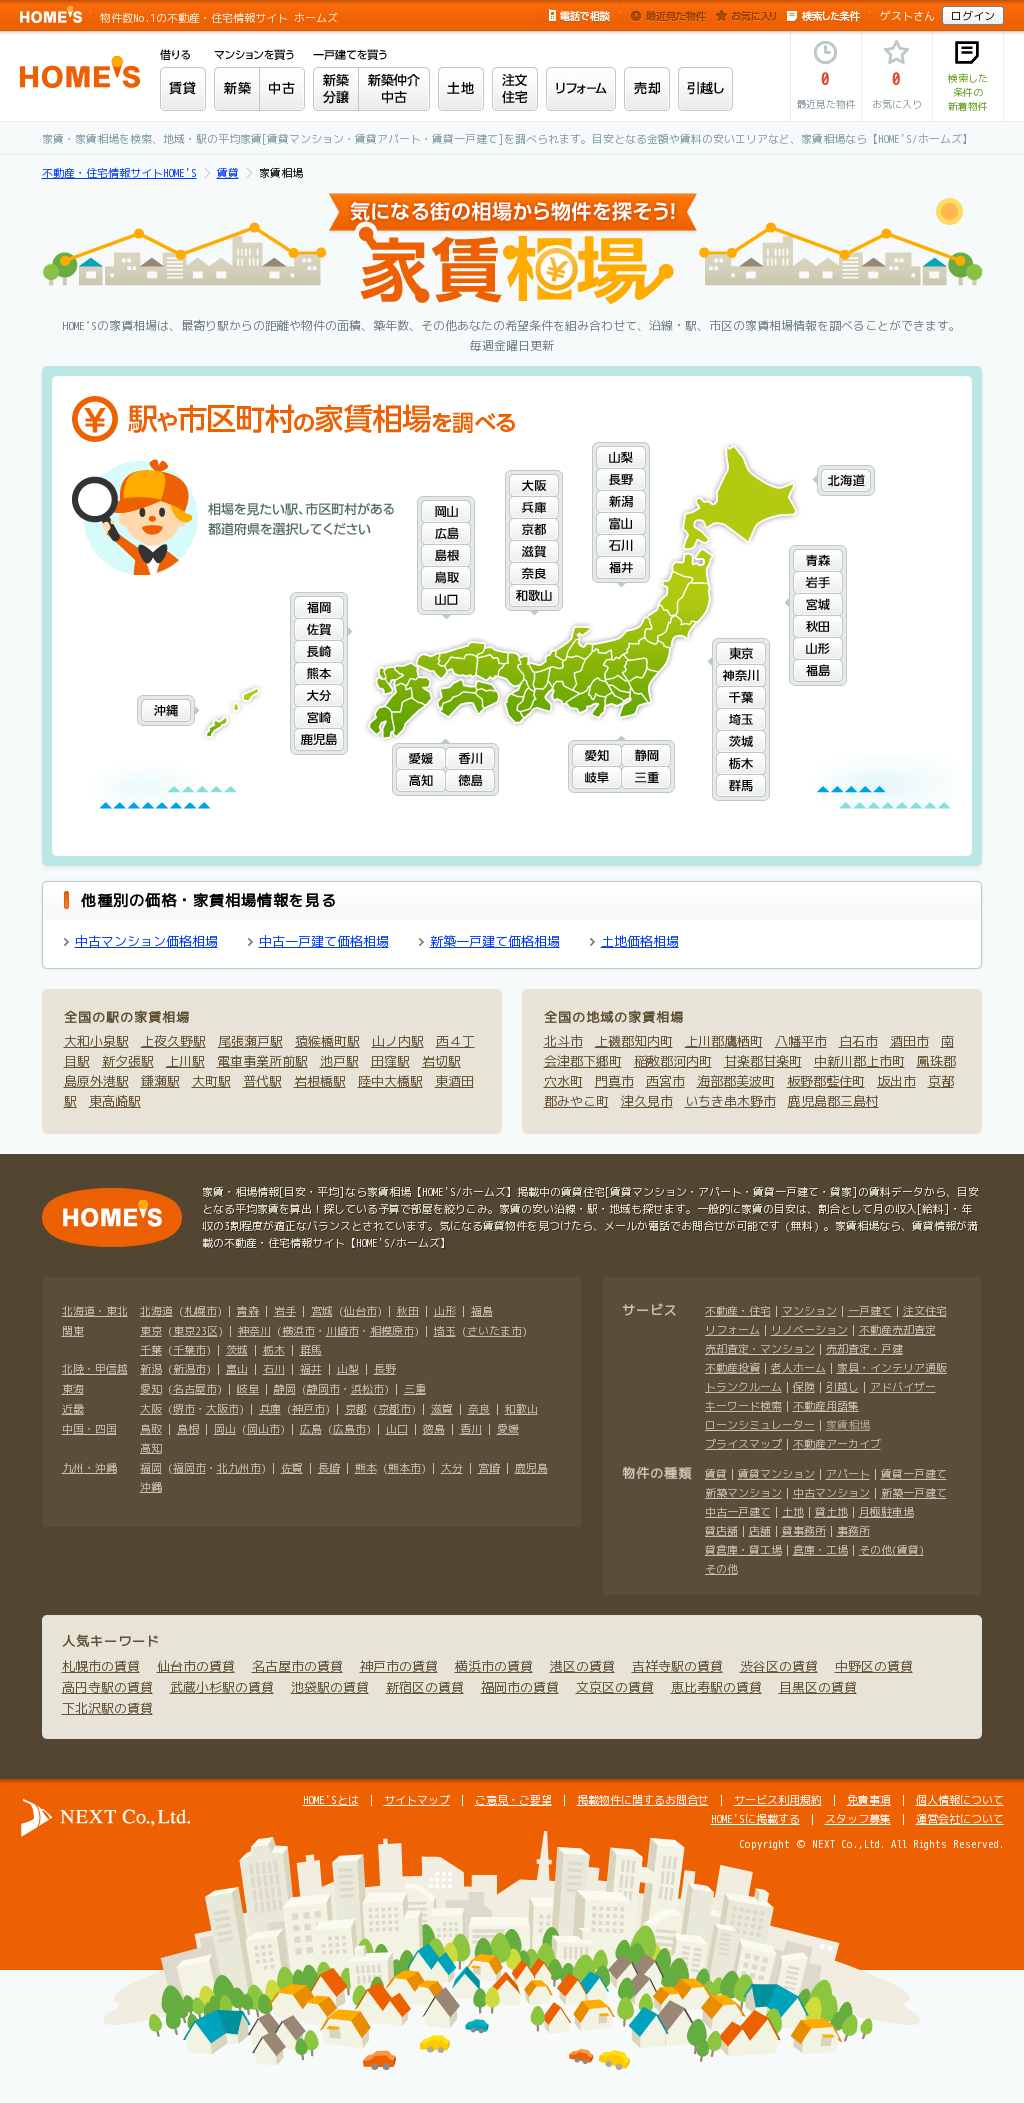 HOME'S 物件数No.1の不動産・住宅情報サイト ホームズ 電話で相談 最近見た物件 お気に入り 検索した条件 ゲストさん ログイン
HOME'S
借りる マンションを買う 一戸建てを買う
賃貸 新築 中古 新築分譲 新築仲介中古 土地 注文住宅 リフォーム 売却 引越し
0 最近見た物件
0 お気に入り
検索した
条件の
新着物件
家賃・家賃相場を検索、地域・駅の平均家賃[賃貸マンション・賃貸アパート・賃貸一戸建て]を調べられます。目安となる金額や賃料の安いエリアなど、家賃相場なら【HOME'S/ホームズ】
不動産・住宅情報サイトHOME'S 賃貸 家賃相場
気になる街の相場から物件を探そう!
家賃相場
HOME'Sの家賃相場は、最寄り駅からの距離や物件の面積、築年数、その他あなたの希望条件を組み合わせて、沿線・駅、市区の家賃相場情報を調べることができます。
毎週金曜日更新
駅や市区町村の家賃相場を調べる
相場を見たい駅、市区町村がある
都道府県を選択してください
北海道
青森
岩手
宮城
秋田
山形
福島
東京
神奈川
千葉
埼玉
茨城
栃木
群馬
山梨
長野
新潟
富山
石川
福井
大阪
兵庫
京都
滋賀
奈良
和歌山
岡山
広島
島根
鳥取
山口
福岡
佐賀
長崎
熊本
大分
宮崎
鹿児島
沖縄
愛媛 香川
高知 徳島
愛知 静岡
岐阜 三重
他種別の価格・家賃相場情報を見る
中古マンション価格相場 中古一戸建て価格相場 新築一戸建て価格相場 土地価格相場
全国の駅の家賃相場
大和小泉駅 上夜久野駅 尾張瀬戸駅 猿猴橋町駅 山ノ内駅 西４丁
目駅 新夕張駅 上川駅 電車事業所前駅 池戸駅 田窪駅 岩切駅
島原外港駅 鎌瀬駅 大町駅 普代駅 岩根橋駅 陸中大橋駅 東酒田
駅 東高崎駅
全国の地域の家賃相場
北斗市 上磯郡知内町 上川郡鷹栖町 八幡平市 白石市 酒田市 南
会津郡下郷町 稲敷郡河内町 甘楽郡甘楽町 中新川郡上市町 鳳珠郡
穴水町 門真市 西宮市 海部郡美波町 板野郡藍住町 坂出市 京都
郡みやこ町 津久見市 いちき串木野市 鹿児島郡三島村
HOME'S
家賃・相場情報[目安・平均]なら家賃相場【HOME'S/ホームズ】掲載中の賃貸住宅[賃貸マンション・アパート・賃貸一戸建て・貸家]の賃料データから、目安
となる平均家賃を算出！探している予算で部屋を絞りこみ。家賃の安い沿線・駅・地域も探せます。一般的に家賃の目安は、割合として月の収入[給料]・年
収の3割程度が適正なバランスとされています。気になる賃貸物件を見つけたら、メールか電話でお問合せが可能です（無料）。家賃相場なら、賃貸情報が満
載の不動産・住宅情報サイト【HOME'S/ホームズ】
北海道・東北 北海道 (札幌市) | 青森 | 岩手 | 宮城 (仙台市) | 秋田 | 山形 | 福島
関東 東京 (東京23区) | 神奈川 (横浜市・川崎市・相模原市) | 埼玉 (さいたま市)
千葉 (千葉市) | 茨城 | 栃木 | 群馬
北陸・甲信越 新潟 (新潟市) | 富山 | 石川 | 福井 | 山梨 | 長野
東海 愛知 (名古屋市) | 岐阜 | 静岡 (静岡市・浜松市) | 三重
近畿 大阪 (堺市・大阪市) | 兵庫 (神戸市) | 京都 (京都市) | 滋賀 | 奈良 | 和歌山
中国・四国 鳥取 | 島根 | 岡山 (岡山市) | 広島 (広島市) | 山口 | 徳島 | 香川 | 愛媛
高知
九州・沖縄 福岡 (福岡市・北九州市) | 佐賀 | 長崎 | 熊本 (熊本市) | 大分 | 宮崎 | 鹿児島
沖縄
サービス 不動産・住宅 | マンション | 一戸建て | 注文住宅
リフォーム | リノベーション | 不動産売却査定
売却査定・マンション | 売却査定・戸建
不動産投資 | 老人ホーム | 家具・インテリア通販
トランクルーム | 保険 | 引越し | アドバイザー
キーワード検索 | 不動産用語集
ローンシミュレーター | 家賃相場
プライスマップ | 不動産アーカイブ
物件の種類 賃貸 | 賃貸マンション | アパート | 賃貸一戸建て
新築マンション | 中古マンション | 新築一戸建て
中古一戸建て | 土地 | 貸土地 | 月極駐車場
貸店舗 | 店舗 | 貸事務所 | 事務所
貸倉庫・貸工場 | 倉庫・工場 | その他(賃貸)
その他
人気キーワード
札幌市の賃貸 仙台市の賃貸 名古屋市の賃貸 神戸市の賃貸 横浜市の賃貸 港区の賃貸 吉祥寺駅の賃貸 渋谷区の賃貸 中野区の賃貸
高円寺駅の賃貸 武蔵小杉駅の賃貸 池袋駅の賃貸 新宿区の賃貸 福岡市の賃貸 文京区の賃貸 恵比寿駅の賃貸 目黒区の賃貸
下北沢駅の賃貸
NEXT Co.,Ltd.
HOME'Sとは | サイトマップ | ご意見・ご要望 | 掲載物件に関するお問合せ | サービス利用規約 | 免責事項 | 個人情報について
HOME'Sに掲載する | スタッフ募集 | 運営会社について
Copyright © NEXT Co.,Ltd. All Rights Reserved.